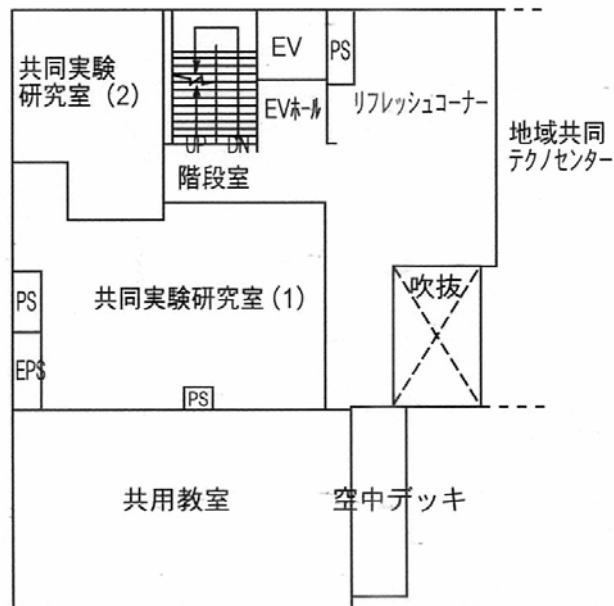 共同実験
研究室(2)
EV
PS
EVホール
リフレッシュコーナー
地域共同
テクノセンター
UP
DN
階段室
吹抜
PS
共同実験研究室(1)
EPS
PS
共用教室
空中デッキ